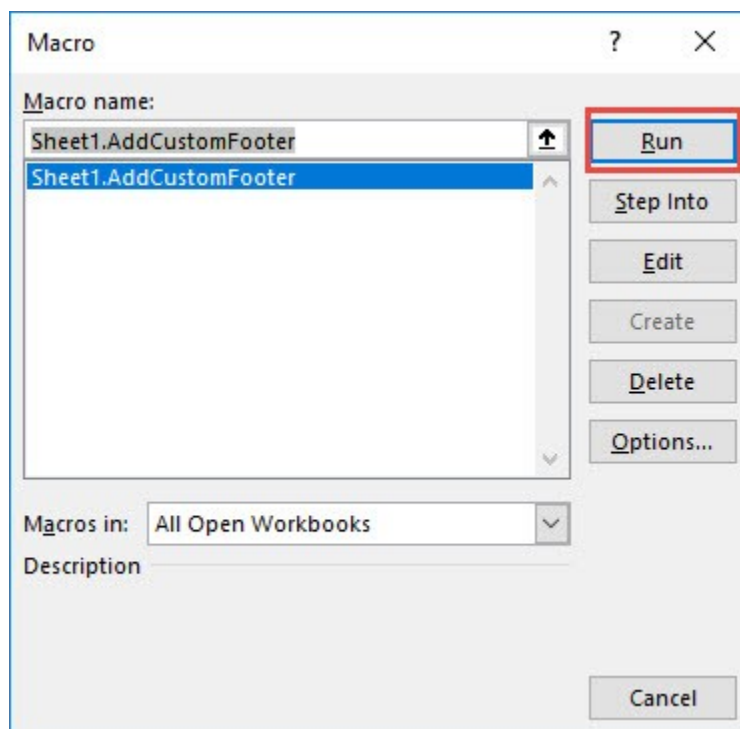 Macro
?
Macro name:
Sheet1.AddCustomFooter
Sheet1.AddCustomFooter
Run
Step Into
Edit
Create
Delete
Options...
Macros in: All Open Workbooks
Description
Cancel